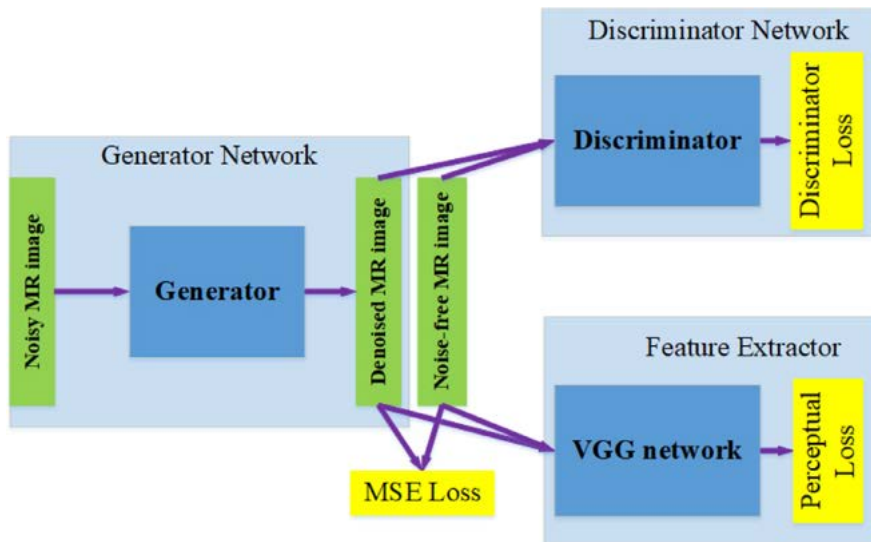 Generator Network
Noisy MR image
Generator
Denoised MR image
Noise-free MR image
MSE Loss
Discriminator Network
Discriminator
Discriminator
Loss
Feature Extractor
VGG network
Perceptual
Loss